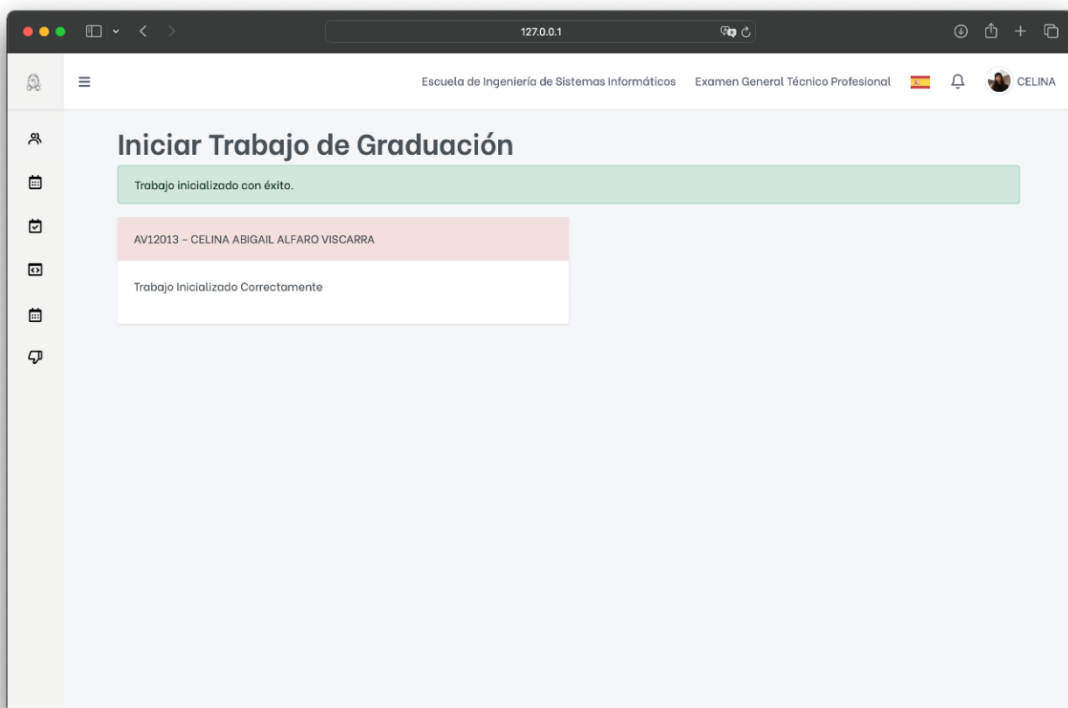 127.0.0.1
Escuela de Ingeniería de Sistemas Informáticos Examen General Técnico Profesional CELINA
Iniciar Trabajo de Graduación
Trabajo inicializado con éxito.
AV12013 - CELINA ABIGAIL ALFARO VISCARRA
Trabajo Inicializado Correctamente